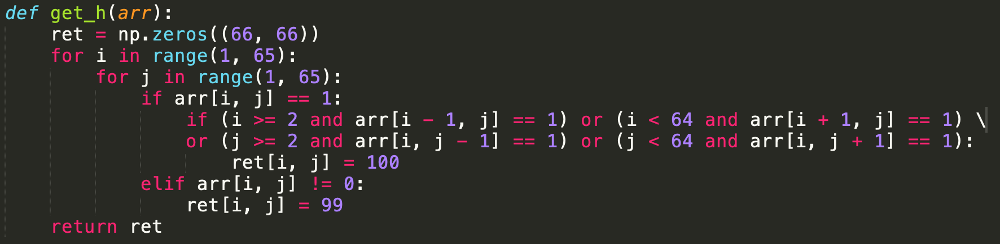 def get_h(arr):
    ret = np.zeros((66, 66))
    for i in range(1, 65):
        for j in range(1, 65):
            if arr[i, j] == 1:
                if (i >= 2 and arr[i - 1, j] == 1) or (i < 64 and arr[i + 1, j] == 1) \
                or (j >= 2 and arr[i, j - 1] == 1) or (j < 64 and arr[i, j + 1] == 1):
                    ret[i, j] = 100
            elif arr[i, j] != 0:
                ret[i, j] = 99
    return ret